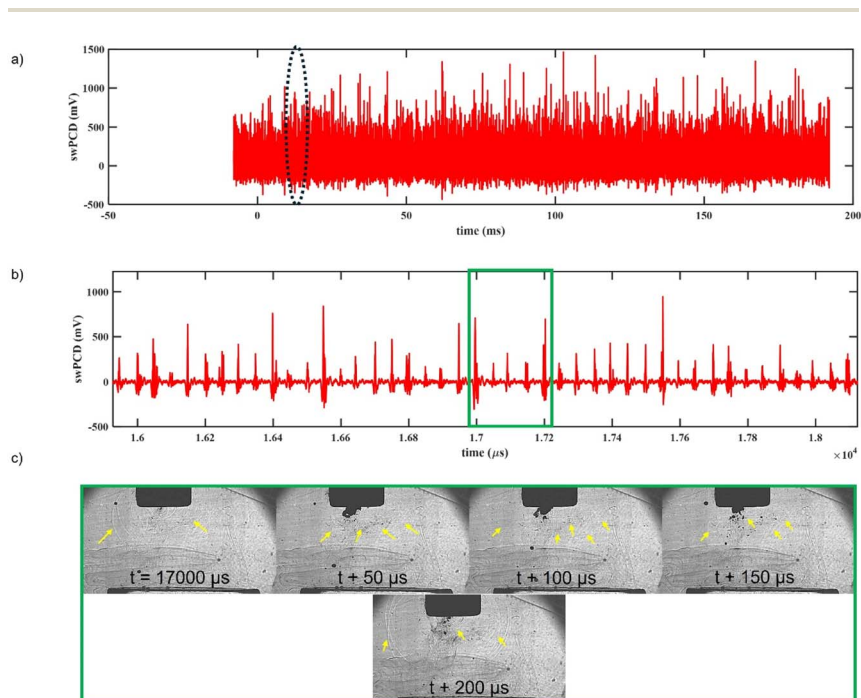 a)
swPCD (mV)
1500
1000
500
0
-500
-50 0 50 100 150 200
time (ms)
b)
swPCD (mV)
1000
500
0
-500
1.6 1.62 1.64 1.66 1.68 1.7 1.72 1.74 1.76 1.78 1.8
time (μs)
×10⁴
c)
t = 17000 µs t + 50 µs t + 100 µs t + 150 µs
t + 200 µs